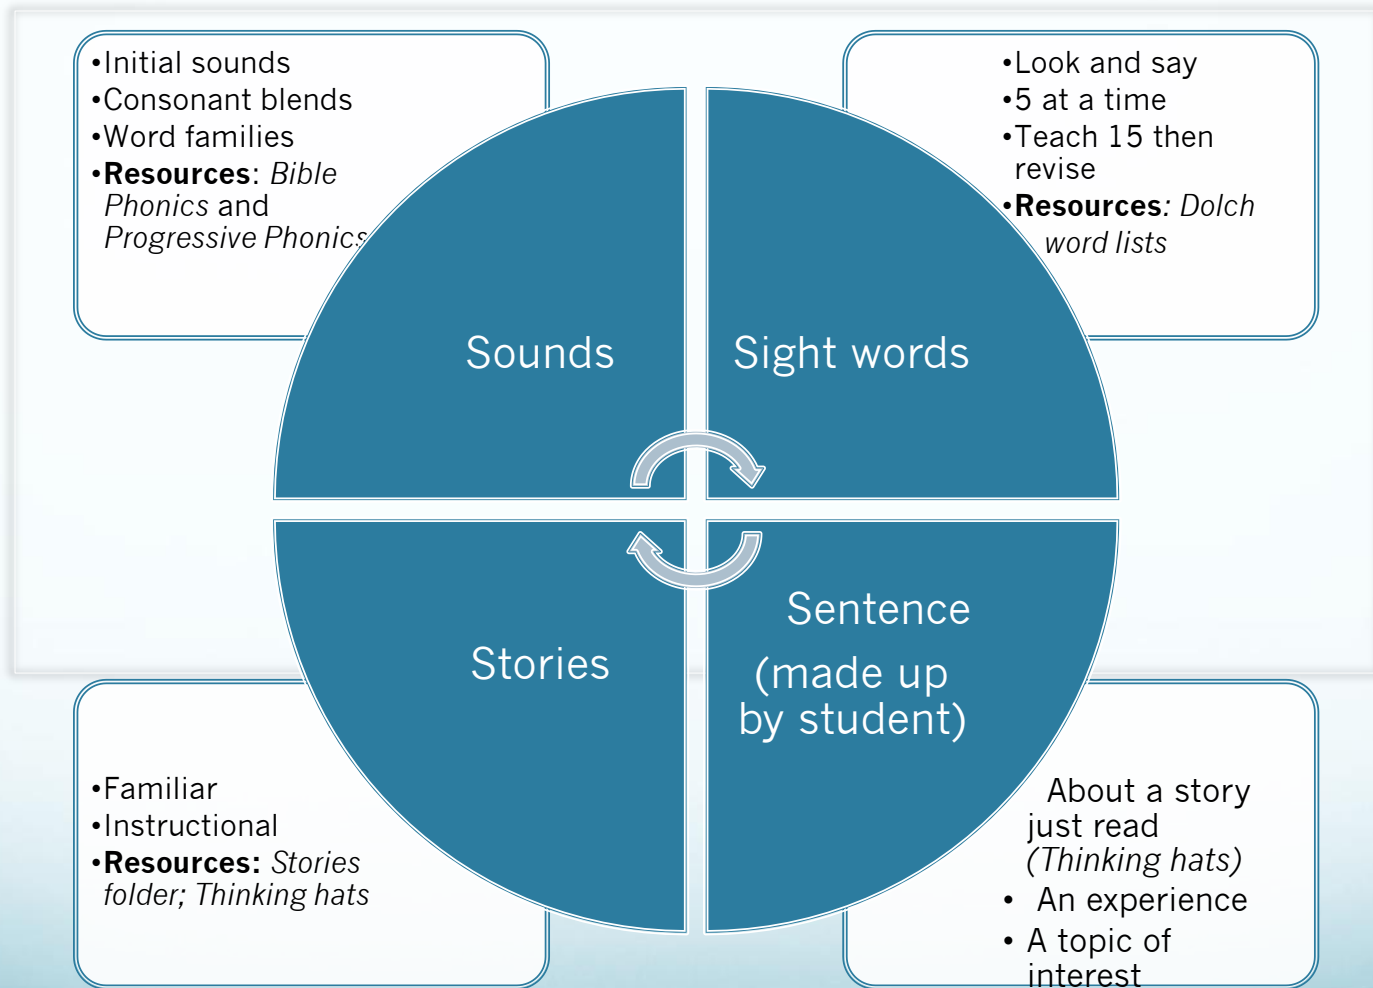 •Initial sounds
•Consonant blends
•Word families
•Resources: Bible
Phonics and
Progressive Phonics
•Look and say
•5 at a time
•Teach 15 then
revise
•Resources: Dolch
word lists
Sounds
Sight words
Stories
Sentence
(made up
by student)
•Familiar
•Instructional
•Resources: Stories
folder; Thinking hats
About a story
just read
(Thinking hats)
• An experience
• A topic of
interest